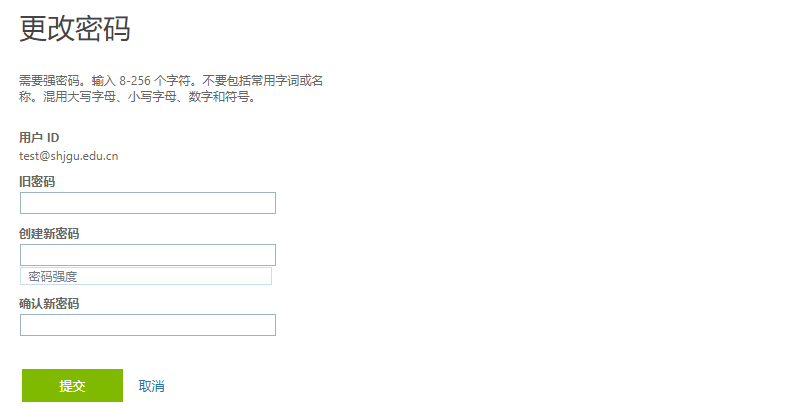 更改密码
需要强密码。输入 8-256 个字符。不要包括常用字词或名
称。混用大写字母、小写字母、数字和符号。
用户 ID
test@shjgu.edu.cn
旧密码
创建新密码
密码强度
确认新密码
提交 取消